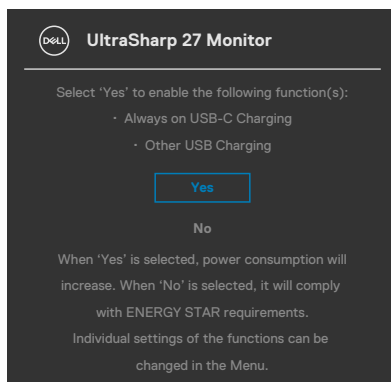 DELL
UltraSharp 27 Monitor
Select ‘Yes’ to enable the following function(s):
· Always on USB-C Charging
· Other USB Charging
Yes
No
When ‘Yes’ is selected, power consumption will
increase. When ‘No’ is selected, it will comply
with ENERGY STAR requirements.
Individual settings of the functions can be
changed in the Menu.